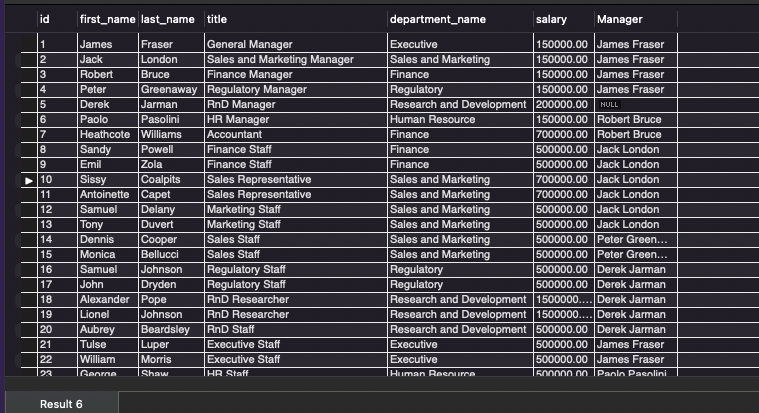 id first_name last_name title department_name salary Manager
1 James Fraser General Manager Executive 150000.00 James Fraser
2 Jack London Sales and Marketing Manager Sales and Marketing 150000.00 James Fraser
3 Robert Bruce Finance Manager Finance 150000.00 James Fraser
4 Peter Greenaway Regulatory Manager Regulatory 150000.00 James Fraser
5 Derek Jarman RnD Manager Research and Development 200000.00 NULL
6 Paolo Pasolini HR Manager Human Resource 150000.00 Robert Bruce
7 Heathcote Williams Accountant Finance 700000.00 Robert Bruce
8 Sandy Powell Finance Staff Finance 500000.00 Jack London
9 Emil Zola Finance Staff Finance 500000.00 Jack London
10 Sissy Coalpits Sales Representative Sales and Marketing 700000.00 Jack London
11 Antoinette Capet Sales Representative Sales and Marketing 700000.00 Jack London
12 Samuel Delany Marketing Staff Sales and Marketing 500000.00 Jack London
13 Tony Duvert Marketing Staff Sales and Marketing 500000.00 Jack London
14 Dennis Cooper Sales Staff Sales and Marketing 500000.00 Peter Green...
15 Monica Bellucci Sales Staff Sales and Marketing 500000.00 Peter Green...
16 Samuel Johnson Regulatory Staff Regulatory 500000.00 Derek Jarman
17 John Dryden Regulatory Staff Regulatory 500000.00 Derek Jarman
18 Alexander Pope RnD Researcher Research and Development 1500000.... Derek Jarman
19 Lionel Johnson RnD Researcher Research and Development 1500000.... Derek Jarman
20 Aubrey Beardsley RnD Staff Research and Development 500000.00 Derek Jarman
21 Tulse Luper Executive Staff Executive 500000.00 James Fraser
22 William Morris Executive Staff Executive 500000.00 James Fraser
23 George Shaw HR Staff Human Resource 500000.00 Paolo Pasolini
Result 6